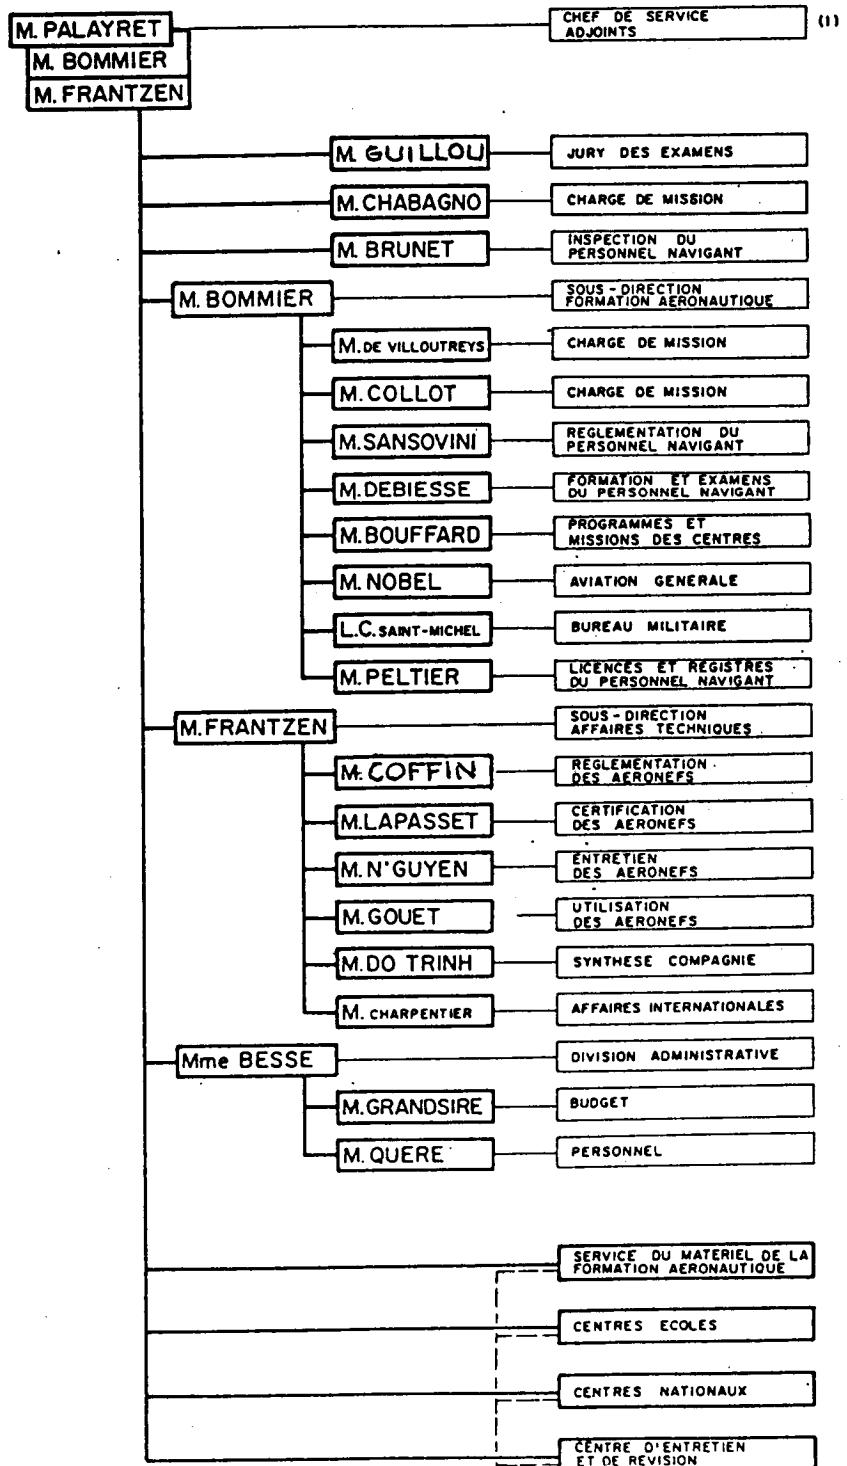 M. PALAYRET
CHEF DE SERVICE
ADJOINTS
(1)
M. BOMMIER
M. FRANTZEN
M. GUILLOU
JURY DES EXAMENS
M. CHABAGNO
CHARGE DE MISSION
M. BRUNET
INSPECTION DU
PERSONNEL NAVIGANT
M. BOMMIER
SOUS-DIRECTION
FORMATION AERONAUTIQUE
M. DE VILLOUTREYS
CHARGE DE MISSION
M. COLLOT
CHARGE DE MISSION
M. SANSOVINI
REGLEMENTATION DU
PERSONNEL NAVIGANT
M. DEBIESSE
FORMATION ET EXAMENS
DU PERSONNEL NAVIGANT
M. BOUFFARD
PROGRAMMES ET
MISSIONS DES CENTRES
M. NOBEL
AVIATION GENERALE
L.C. SAINT-MICHEL
BUREAU MILITAIRE
M. PELTIER
LICENCES ET REGISTRES
DU PERSONNEL NAVIGANT
M. FRANTZEN
SOUS-DIRECTION
AFFAIRES TECHNIQUES
M. COFFIN
REGLEMENTATION
DES AERONEFS
M. LAPASSET
CERTIFICATION
DES AERONEFS
M. N'GUYEN
ENTRETIEN
DES AERONEFS
M. GOUET
UTILISATION
DES AERONEFS
M. DO TRINH
SYNTHESE COMPAGNIE
M. CHARPENTIER
AFFAIRES INTERNATIONALES
Mme BESSE
DIVISION ADMINISTRATIVE
M. GRANDSIRE
BUDGET
M. QUERE
PERSONNEL
SERVICE DU MATERIEL DE LA
FORMATION AERONAUTIQUE
CENTRES ECOLES
CENTRES NATIONAUX
CENTRE D'ENTRETIEN
ET DE REVISION